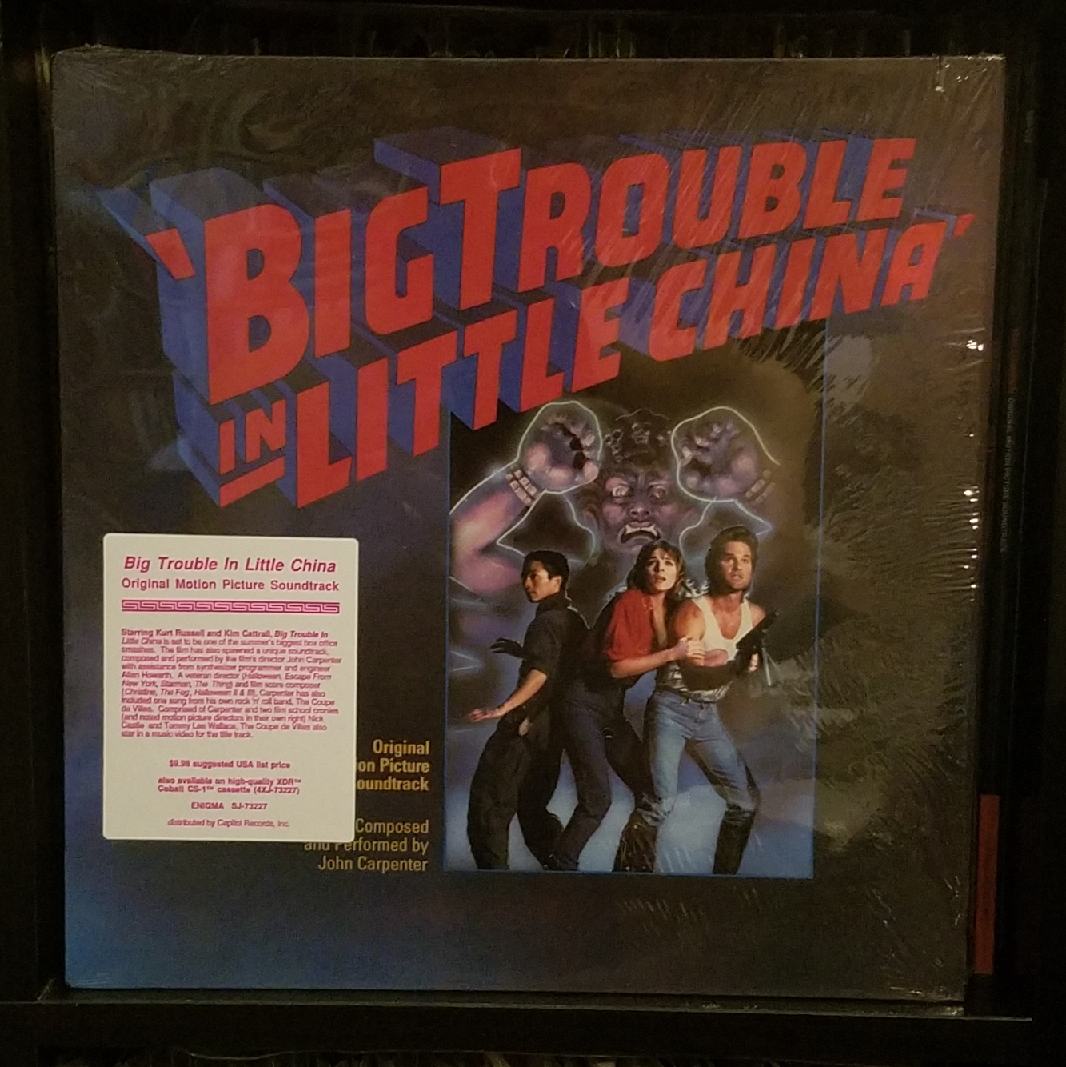 'BIG TROUBLE
IN LITTLE CHINA'
Big Trouble In Little China
Original Motion Picture Soundtrack
Starring Kurt Russell and Kim Cattrall, Big Trouble In
Little China is set to be one of the summer's biggest box office
smashes. The film has also spawned a unique soundtrack,
composed and performed by the film's director John Carpenter
with assistance from synthesizer programmer and engineer
Allen Howarth. A veteran director (Halloween, Escape From
New York, Starman, The Thing) and film score composer
(Christine, The Fog, Halloween II & III), Carpenter has also
included one song from his own rock 'n' roll band, The Coupe
de Villes. Comprised of Carpenter and two film school cronies
(and noted motion picture directors in their own right) Nick
Castle and Tommy Lee Wallace, The Coupe de Villes also
star in a music video for the title track.
$9.98 suggested USA list price
also available on high-quality XDR™
Cobalt CS-1™ cassette (4XJ-73227)
ENIGMA SJ-73227
distributed by Capitol Records, Inc.
Original
on Picture
oundtrack
Composed
and Performed by
John Carpenter